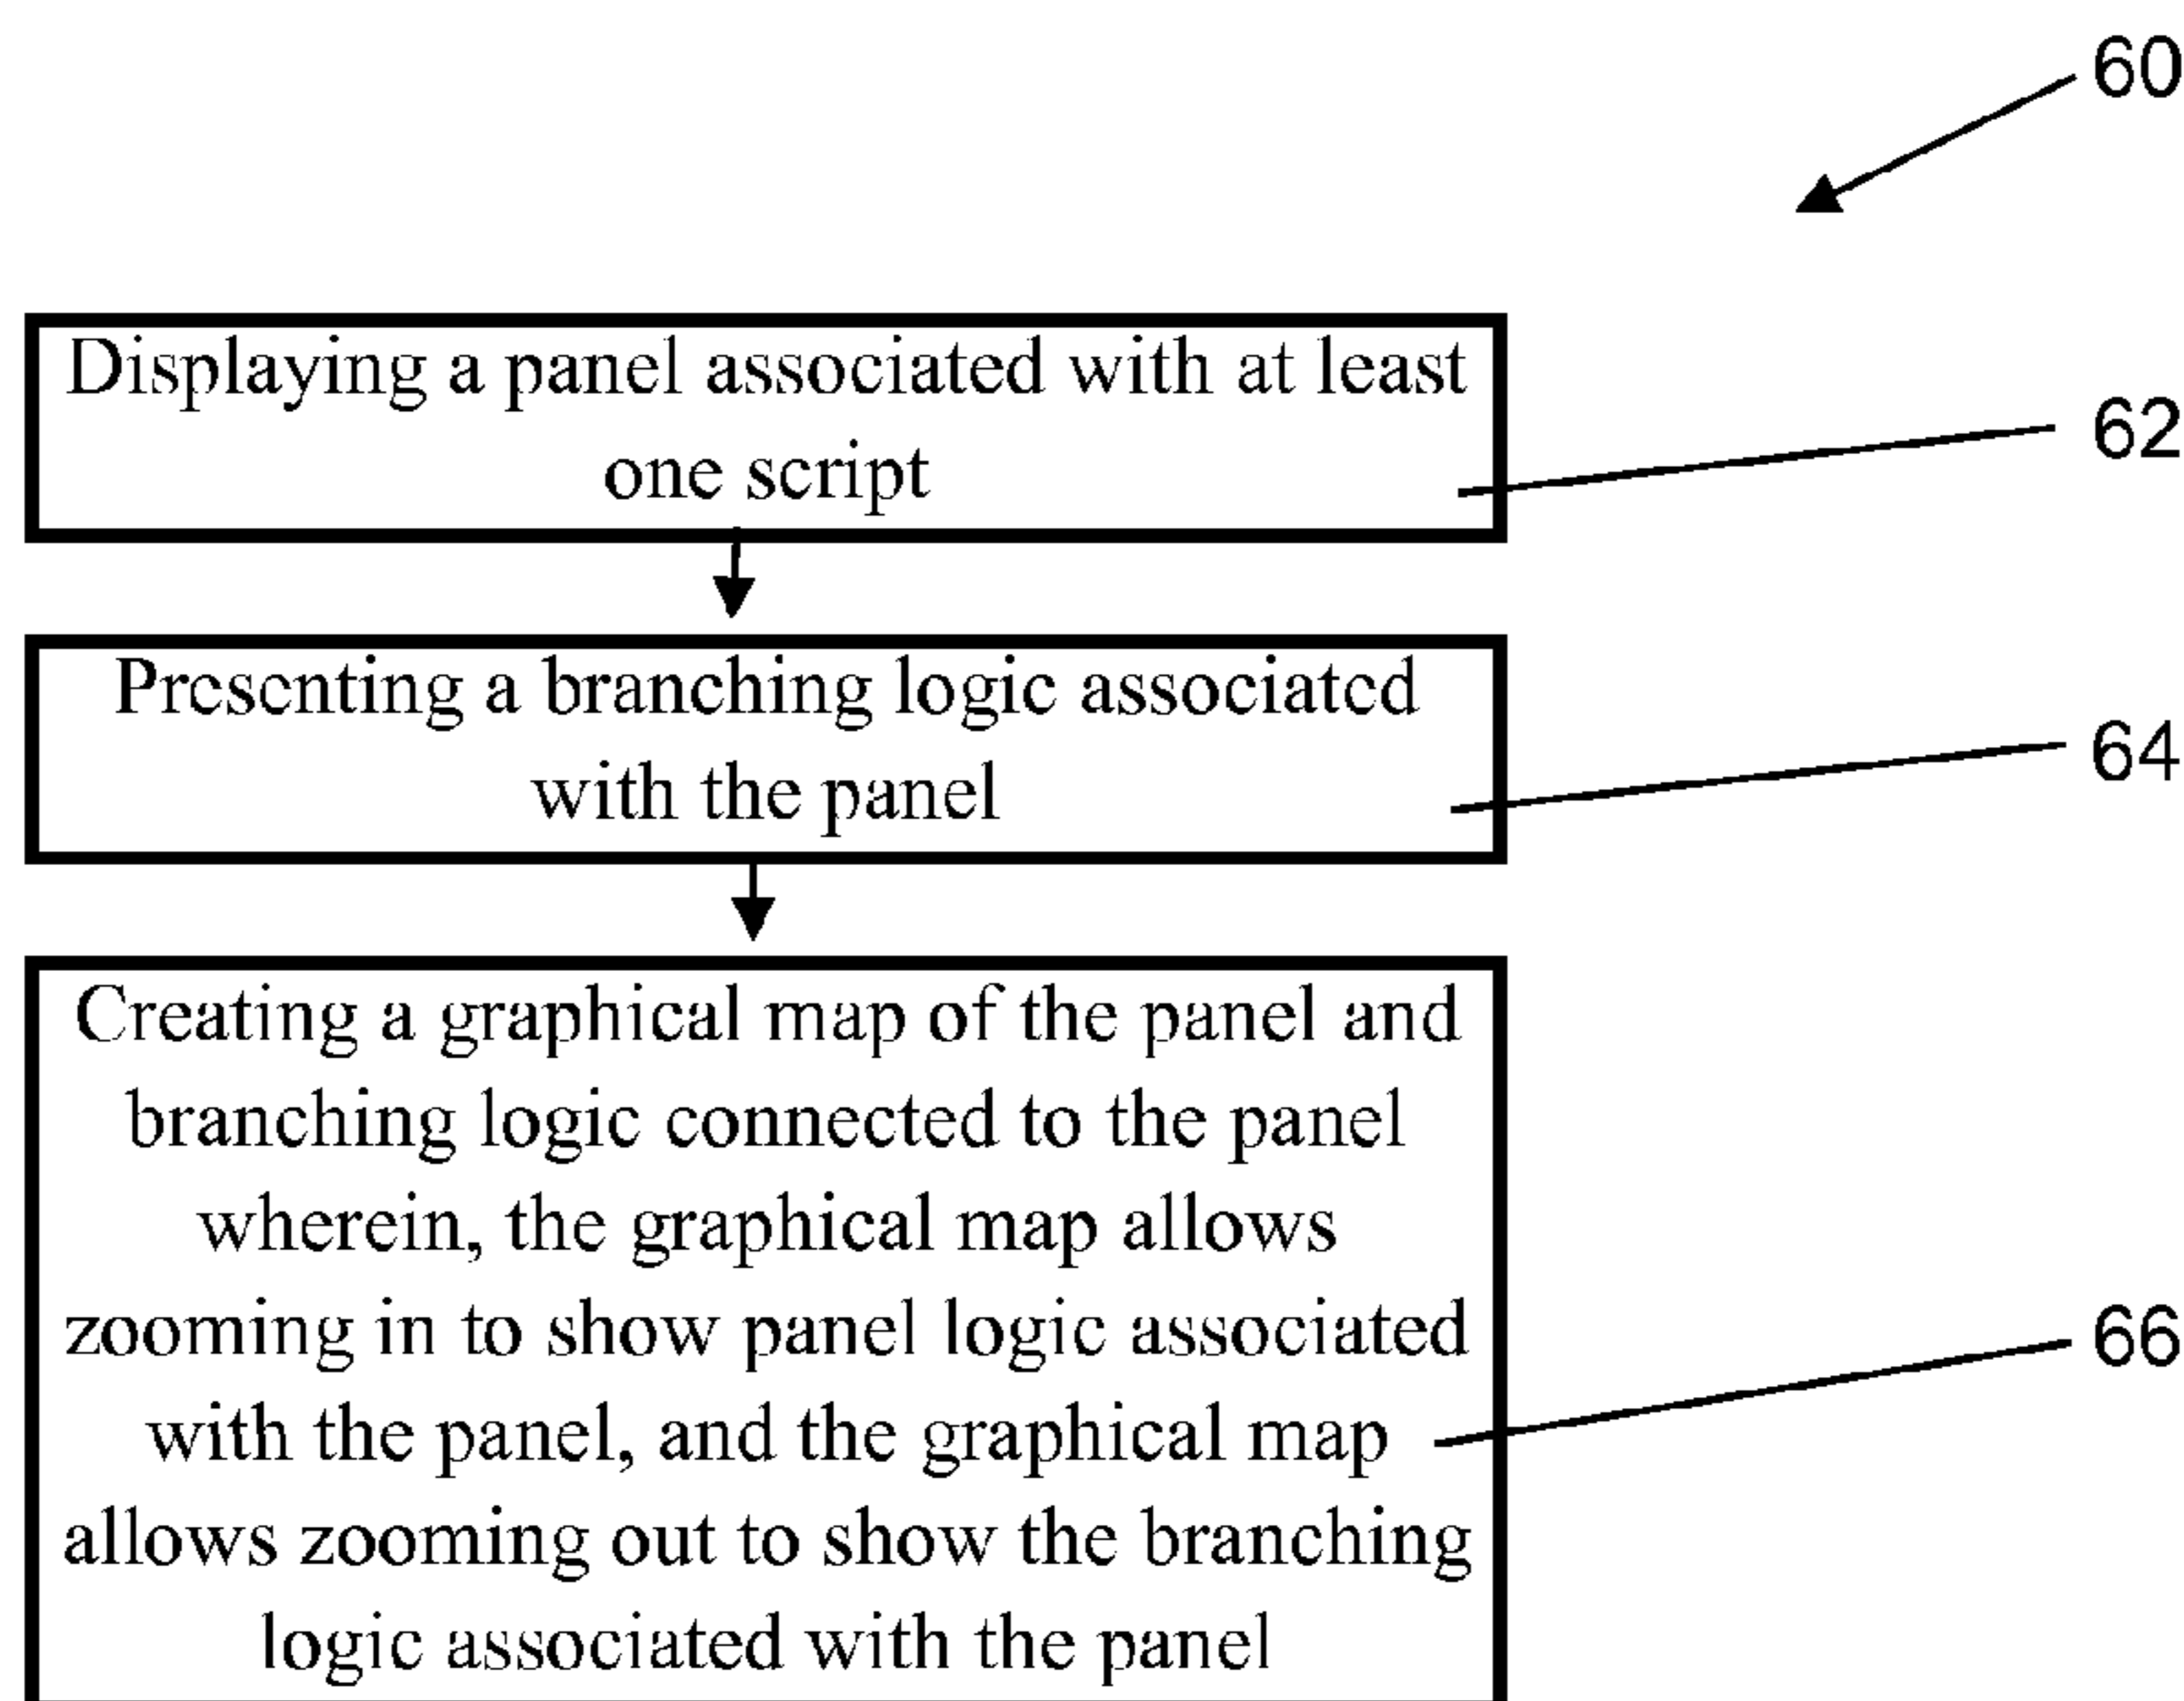 60
Displaying a panel associated with at least
one script
62
Presenting a branching logic associated
with the panel
64
Creating a graphical map of the panel and
branching logic connected to the panel
wherein, the graphical map allows
zooming in to show panel logic associated
with the panel, and the graphical map
allows zooming out to show the branching
logic associated with the panel
66